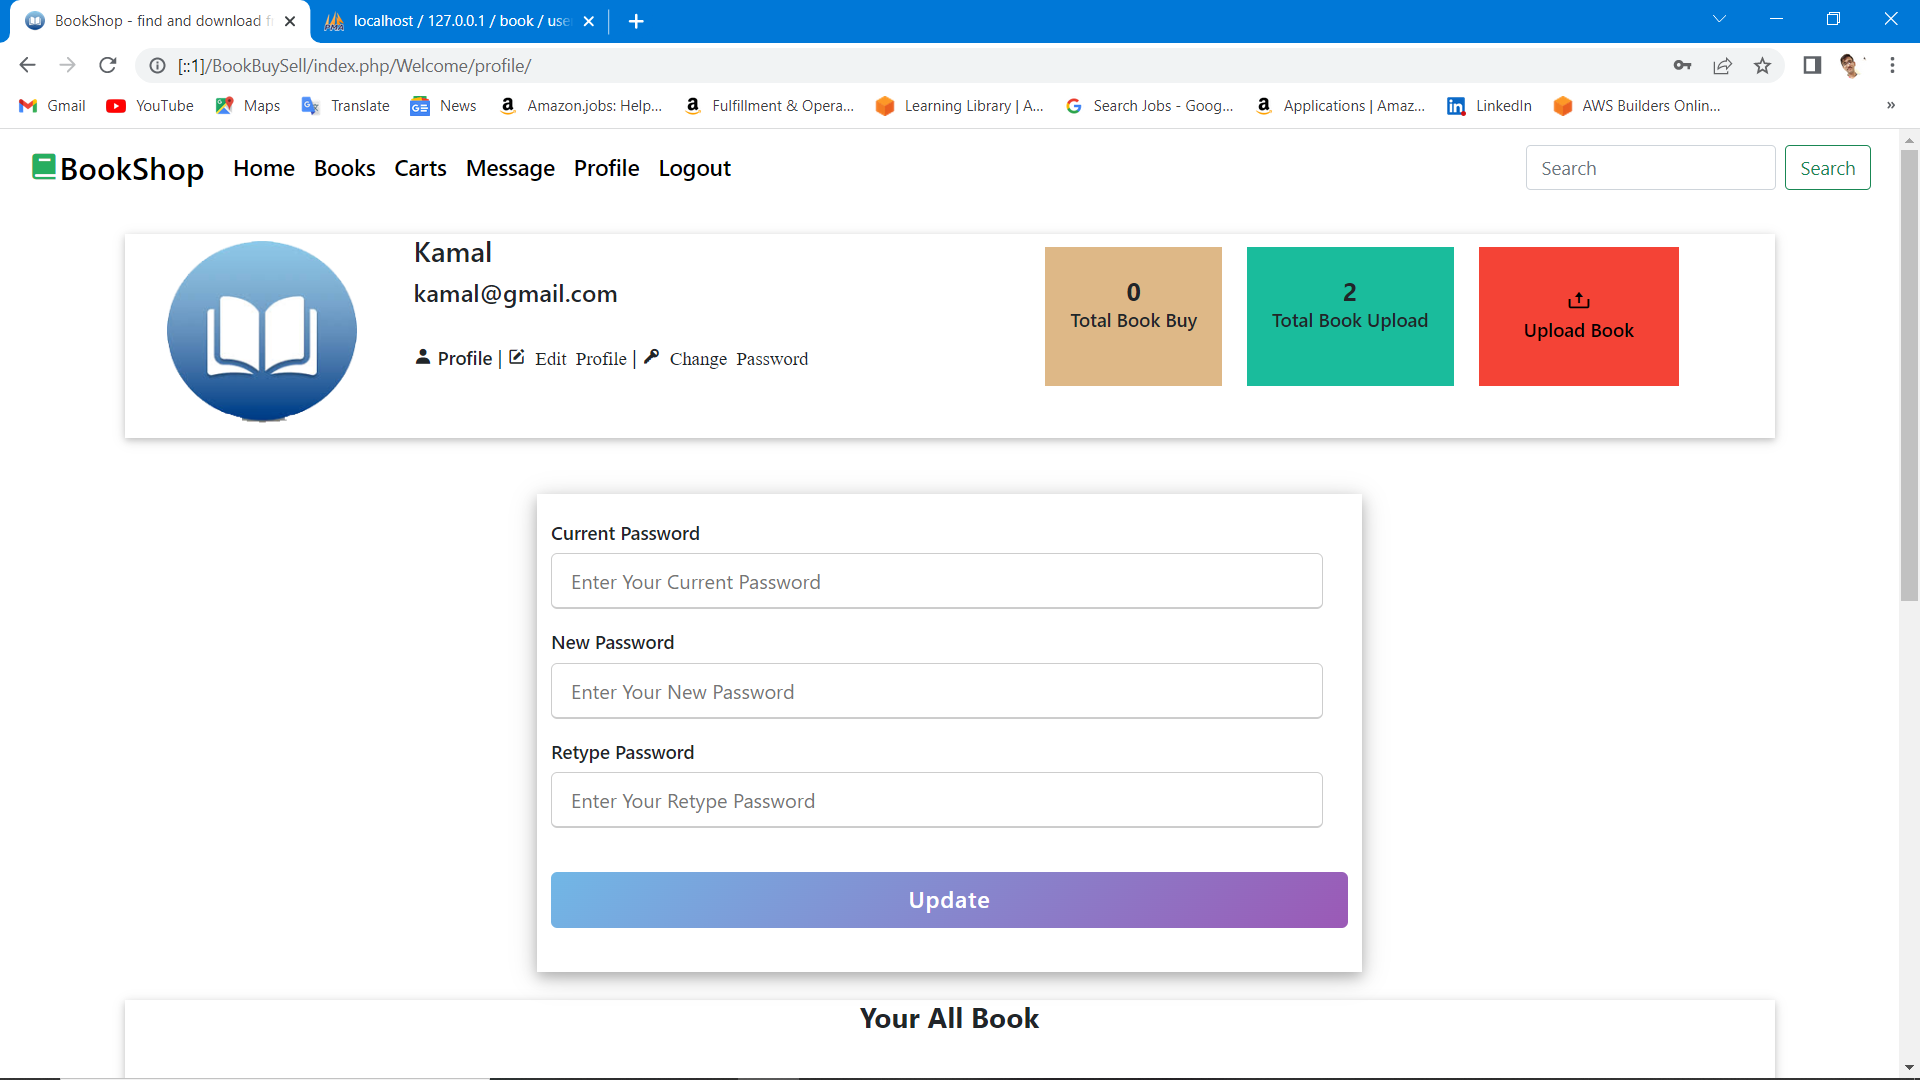 BookShop - find and download f
localhost / 127.0.0.1 / book / use
[::1]/BookBuySell/index.php/Welcome/profile/
Gmail YouTube Maps Translate News Amazon.jobs: Help... Fulfillment & Opera... Learning Library | A... Search Jobs - Goog... Applications | Amaz... LinkedIn AWS Builders Onlin... »
BookShop Home Books Carts Message Profile Logout Search Search
Kamal
kamal@gmail.com
Profile | Edit Profile | Change Password
0
Total Book Buy
2
Total Book Upload
Upload Book
Current Password
Enter Your Current Password
New Password
Enter Your New Password
Retype Password
Enter Your Retype Password
Update
Your All Book